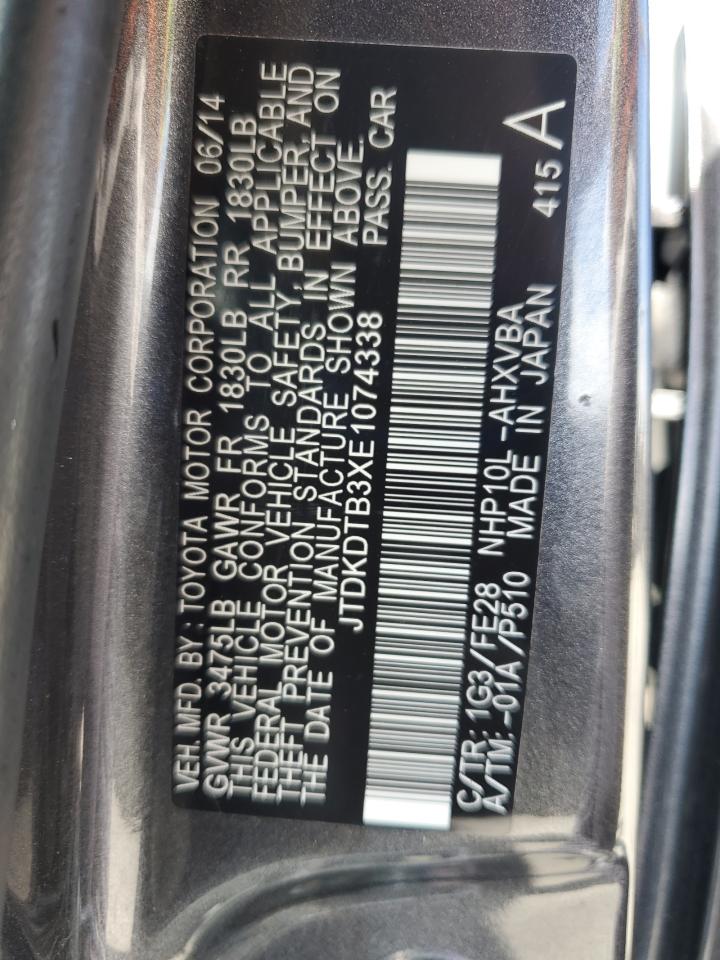 VEH. MFD. BY : TOYOTA MOTOR CORPORATION 06/14
GVWR 3475LB GAWR FR 1830LB RR 1830LB
THIS VEHICLE CONFORMS TO ALL APPLICABLE
FEDERAL MOTOR VEHICLE SAFETY, BUMPER, AND
THEFT PREVENTION STANDARDS IN EFFECT ON
THE DATE OF MANUFACTURE SHOWN ABOVE.
JTDKDTB3XE1074338 PASS. CAR
C/TR: 1G3/FE28 NHP10L -AHXVBA
A/TM: -01A /P510 MADE IN JAPAN 415 A